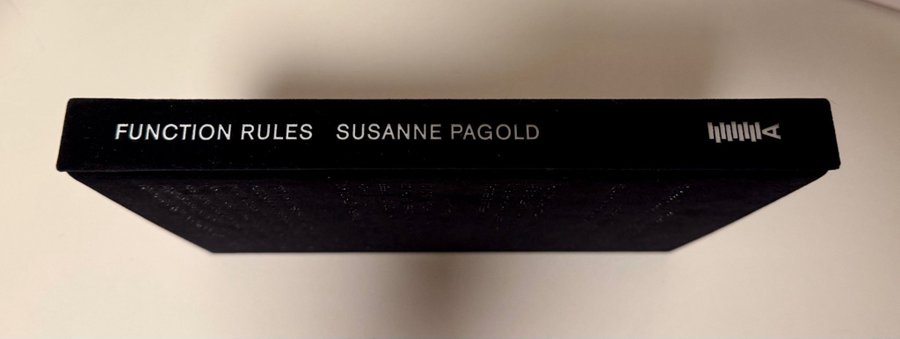 FUNCTION RULES SUSANNE PAGOLD
A